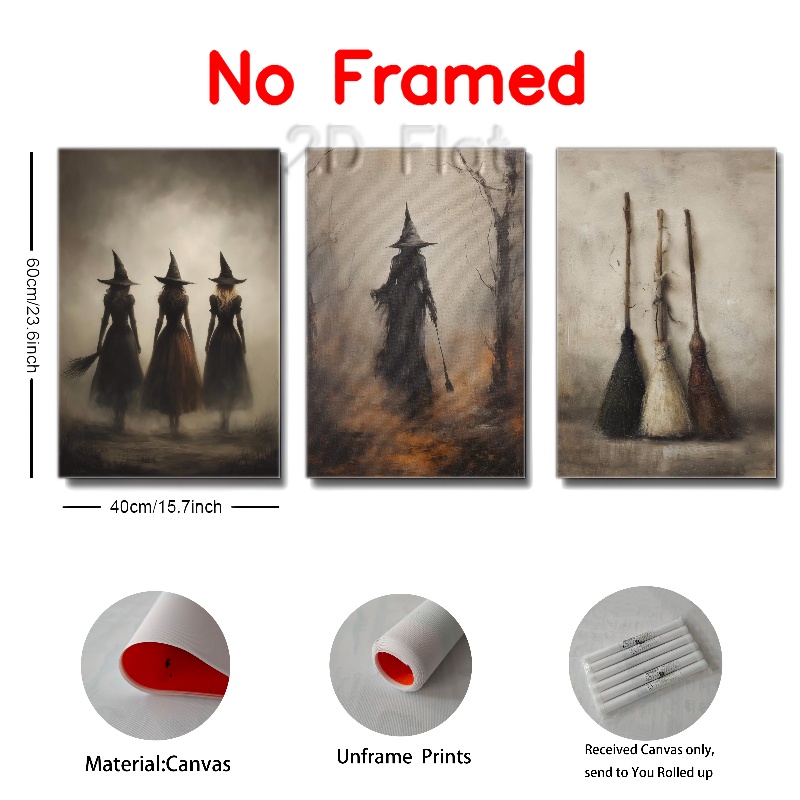 No Framed
2D Flat
60cm/23.6inch
40cm/15.7inch
Material:Canvas
Unframe Prints
Received Canvas only,
send to You Rolled up